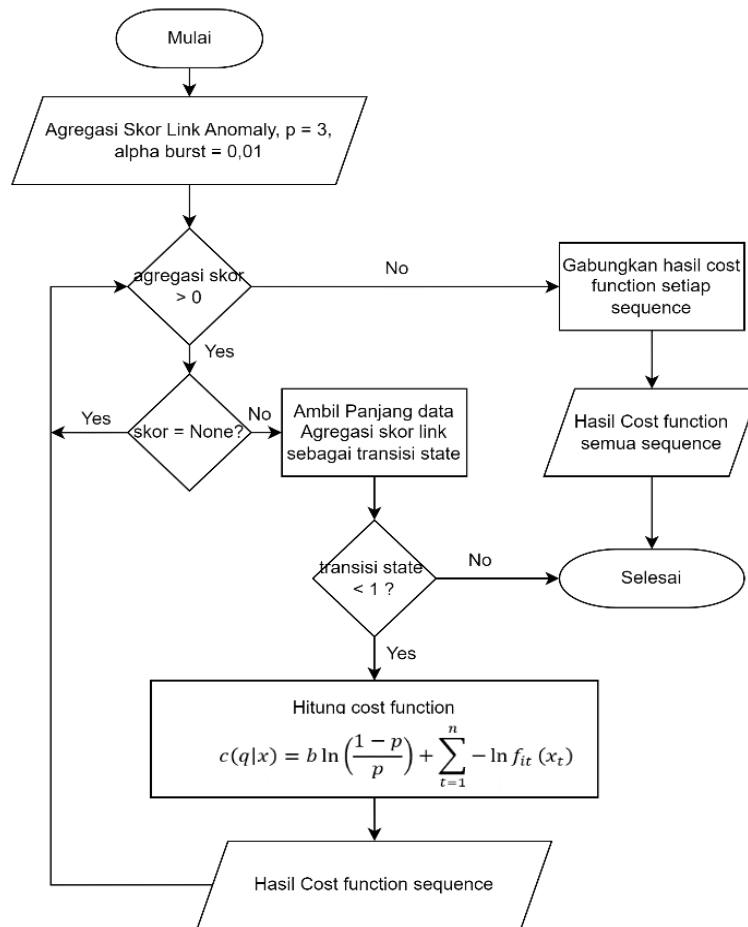 Mulai
Agregasi Skor Link Anomaly, p = 3,
alpha burst = 0,01
agregasi skor
> 0
No
Gabungkan hasil cost
function setiap
sequence
Yes
Yes
skor = None?
No
Ambil Panjang data
Agregasi skor link
sebagai transisi state
Hasil Cost function
semua sequence
transisi state
< 1 ?
No
Selesai
Yes
Hitung cost function
c(q|x) = b ln((1 − p)/p) + ∑_{t=1}^{n} − ln f_{it} (x_t)
Hasil Cost function sequence